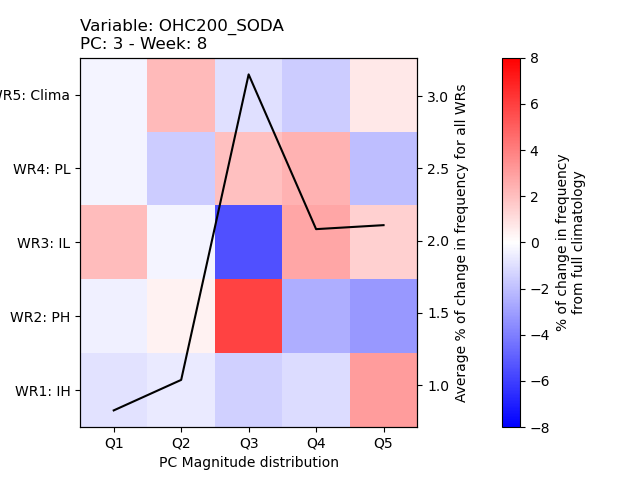 Variable: OHC200_SODA
PC: 3 - Week: 8
WR5: Clima
WR4: PL
WR3: IL
WR2: PH
WR1: IH
Q1 Q2 Q3 Q4 Q5
PC Magnitude distribution
3.0
2.5
2.0
1.5
1.0
Average % of change in frequency for all WRs
8
6
4
2
0
−2
−4
−6
−8
% of change in frequency
from full climatology